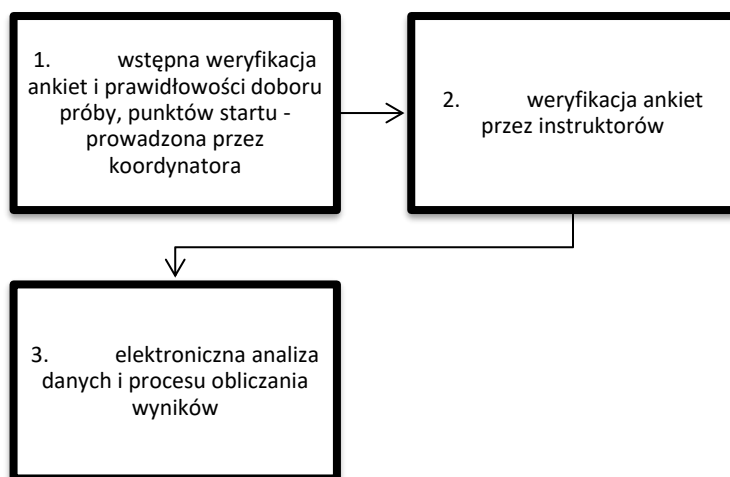 1. wstępna weryfikacja
ankiet i prawidłowości doboru
próby, punktów startu -
prowadzona przez
koordynatora
2. weryfikacja ankiet
przez instruktorów
3. elektroniczna analiza
danych i procesu obliczania
wyników